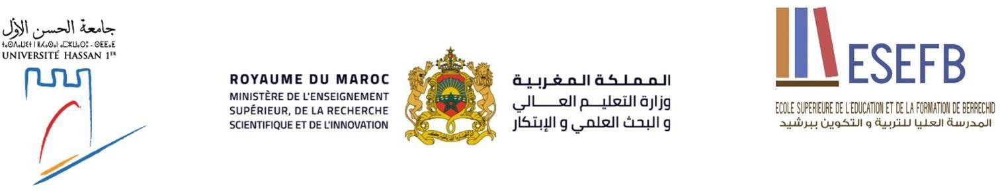 جامعة الحسن الأول
UNIVERSITÉ HASSAN 1ᴱᴿ
ROYAUME DU MAROC
MINISTÈRE DE L'ENSEIGNEMENT
SUPÉRIEUR, DE LA RECHERCHE
SCIENTIFIQUE ET DE L'INNOVATION
المملكة المغربية
وزارة التعليم العالي
و البحث العلمي و الإبتكار
ESEFB
ECOLE SUPERIEURE DE L'EDUCATION ET DE LA FORMATION DE BERRECHID
المدرسة العليا للتربية و التكوين ببرشيد